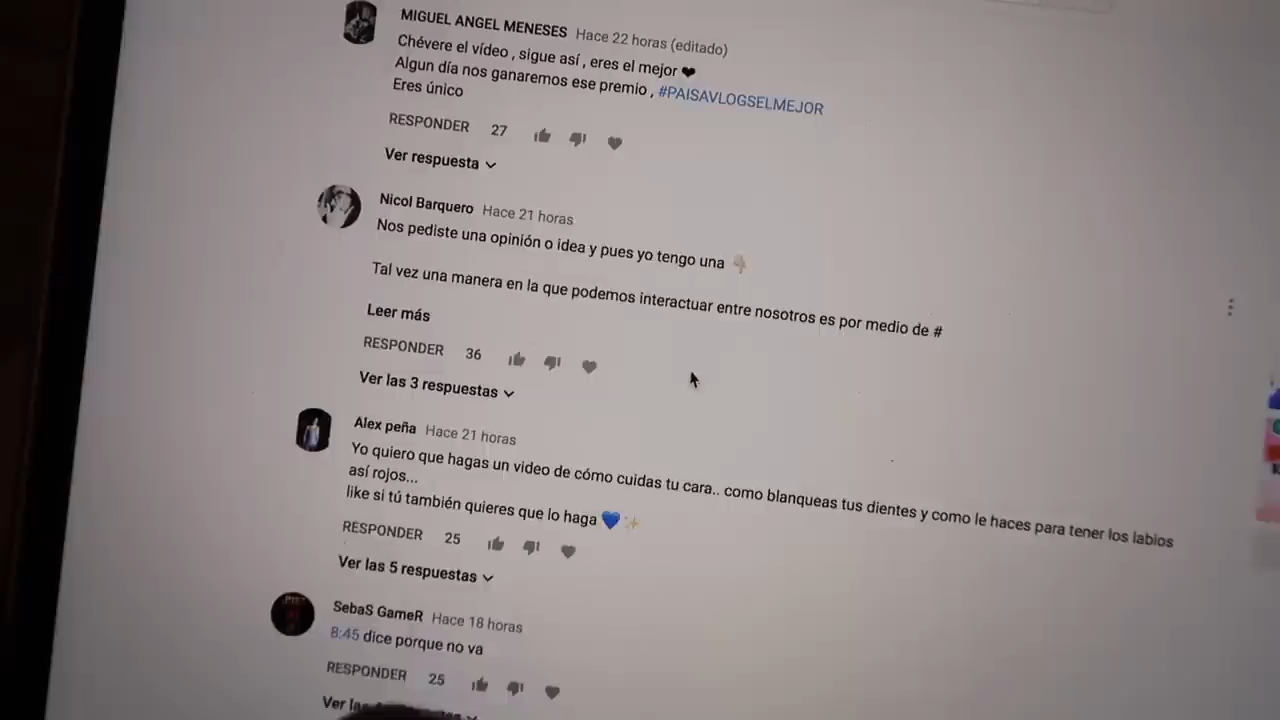 MIGUEL ANGEL MENESES Hace 22 horas (editado)
Chévere el vídeo , sigue así , eres el mejor ❤
Algun día nos ganaremos ese premio , #PAISAVLOGSELMEJOR
Eres único
RESPONDER 27
Ver respuesta
Nicol Barquero Hace 21 horas
Nos pediste una opinión o idea y pues yo tengo una 👇🏻
Tal vez una manera en la que podemos interactuar entre nosotros es por medio de #
Leer más
RESPONDER 36
Ver las 3 respuestas
Alex peña Hace 21 horas
Yo quiero que hagas un video de cómo cuidas tu cara.. como blanqueas tus dientes y como le haces para tener los labios
así rojos...
like si tú también quieres que lo haga 💙✨
RESPONDER 25
Ver las 5 respuestas
SebaS GameR Hace 18 horas
8:45 dice porque no va
RESPONDER 25
Ver